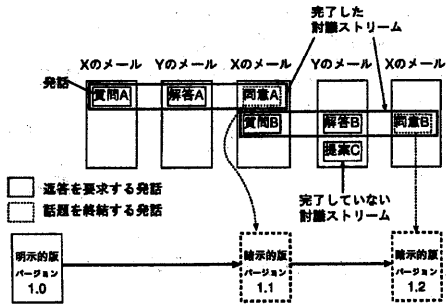 完了した
討議ストリーム
Xのメール Yのメール Xのメール Yのメール Xのメール
発話
質問A 解答A 同意A
質問B 解答B 同意B
提案C
返答を要求する発話
話題を終結する発話
完了していない
討議ストリーム
明示的版
バージョン
1.0
暗示的版
バージョン
1.1
暗示的版
バージョン
1.2